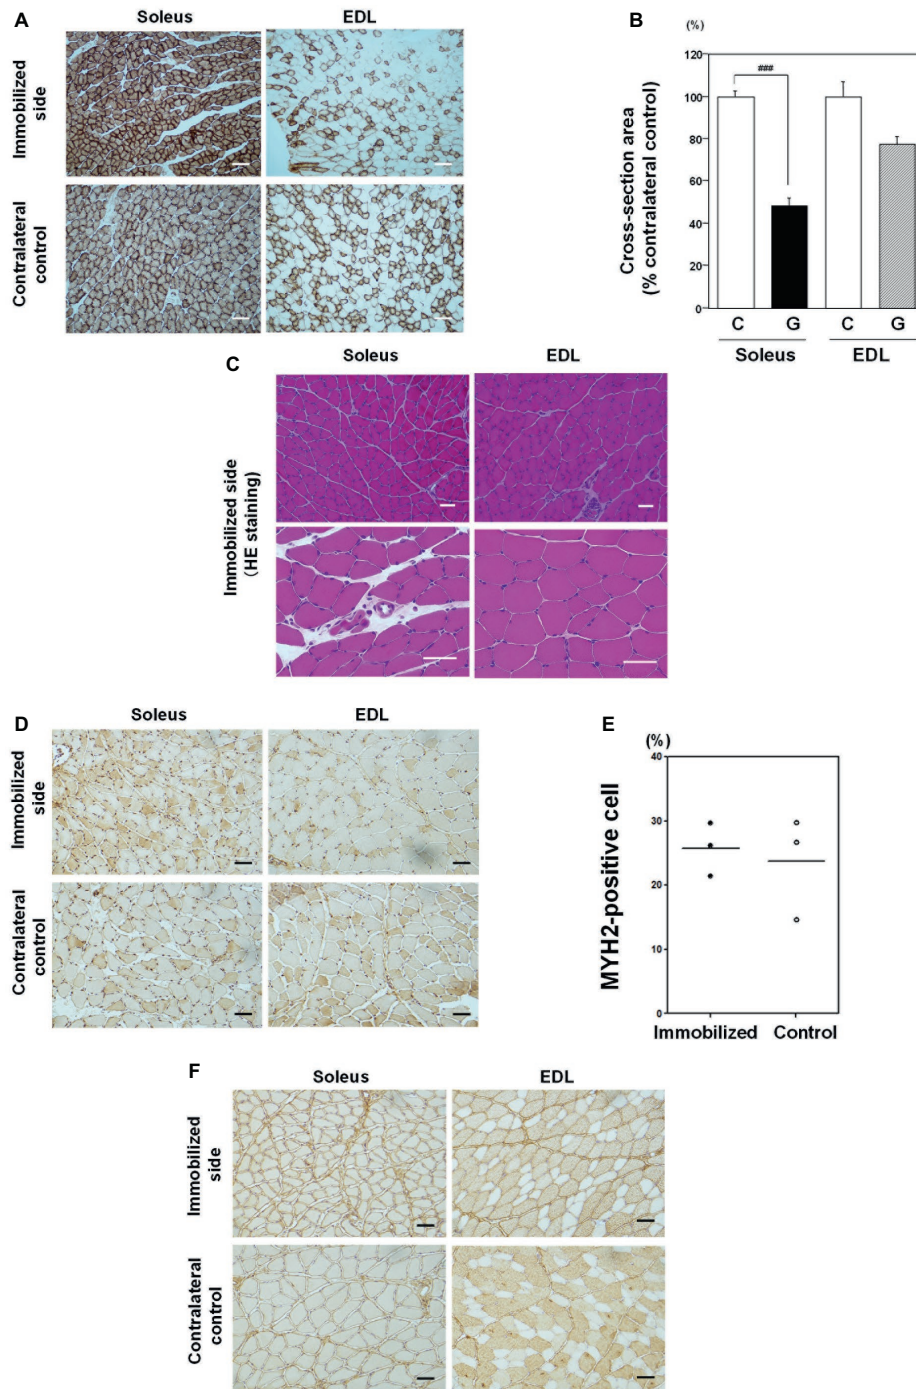 A
Soleus
EDL
Immobilized
side
Contralateral
control
B
(%)
Cross-section area
(% contralateral control)
120
100
80
60
40
20
0
###
C
G
C
G
Soleus
EDL
C
Soleus
EDL
Immobilized side
(HE staining)
D
Soleus
EDL
Immobilized
side
Contralateral
control
E
(%)
MYH2-positive cell
40
30
20
10
0
Immobilized
Control
F
Soleus
EDL
Immobilized
side
Contralateral
control